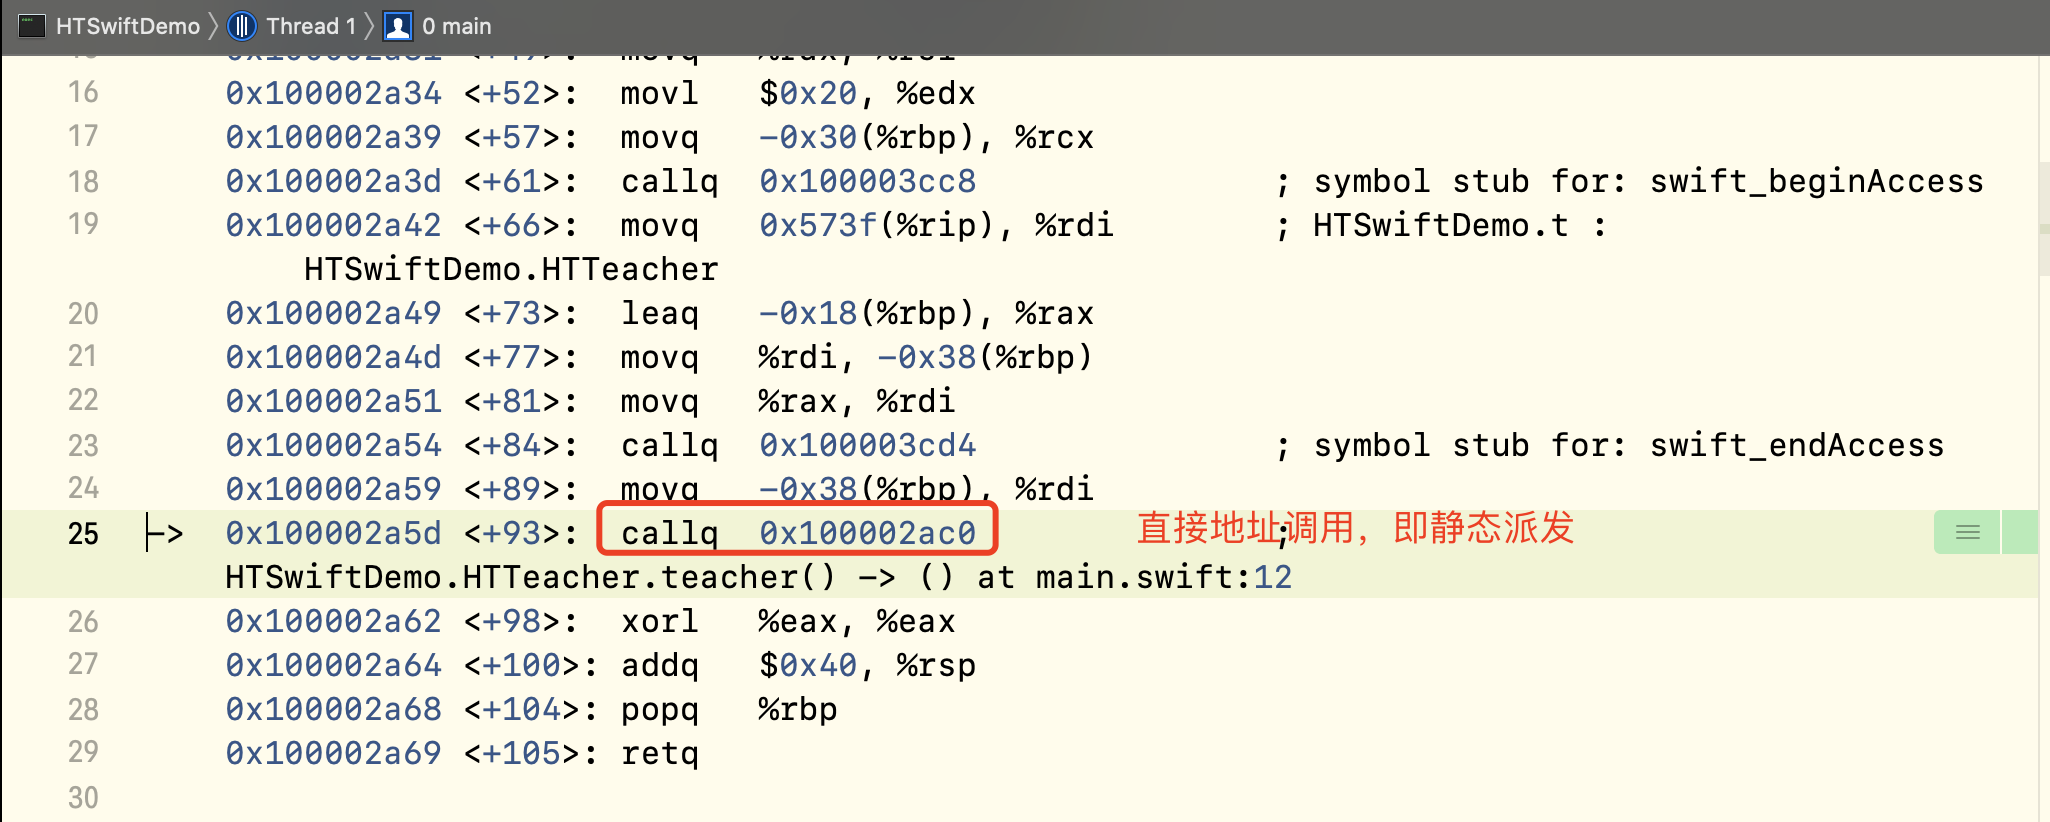 HTSwiftDemo 〉 Thread 1 〉 0 main
16 0x100002a34 <+52>: movl $0x20, %edx
17 0x100002a39 <+57>: movq -0x30(%rbp), %rcx
18 0x100002a3d <+61>: callq 0x100003cc8 ; symbol stub for: swift_beginAccess
19 0x100002a42 <+66>: movq 0x573f(%rip), %rdi ; HTSwiftDemo.t :
HTSwiftDemo.HTTeacher
20 0x100002a49 <+73>: leaq -0x18(%rbp), %rax
21 0x100002a4d <+77>: movq %rdi, -0x38(%rbp)
22 0x100002a51 <+81>: movq %rax, %rdi
23 0x100002a54 <+84>: callq 0x100003cd4 ; symbol stub for: swift_endAccess
24 0x100002a59 <+89>: movq -0x38(%rbp), %rdi
25 -> 0x100002a5d <+93>: callq 0x100002ac0 ; 直接地址调用，即静态派发
HTSwiftDemo.HTTeacher.teacher() -> () at main.swift:12
26 0x100002a62 <+98>: xorl %eax, %eax
27 0x100002a64 <+100>: addq $0x40, %rsp
28 0x100002a68 <+104>: popq %rbp
29 0x100002a69 <+105>: retq
30